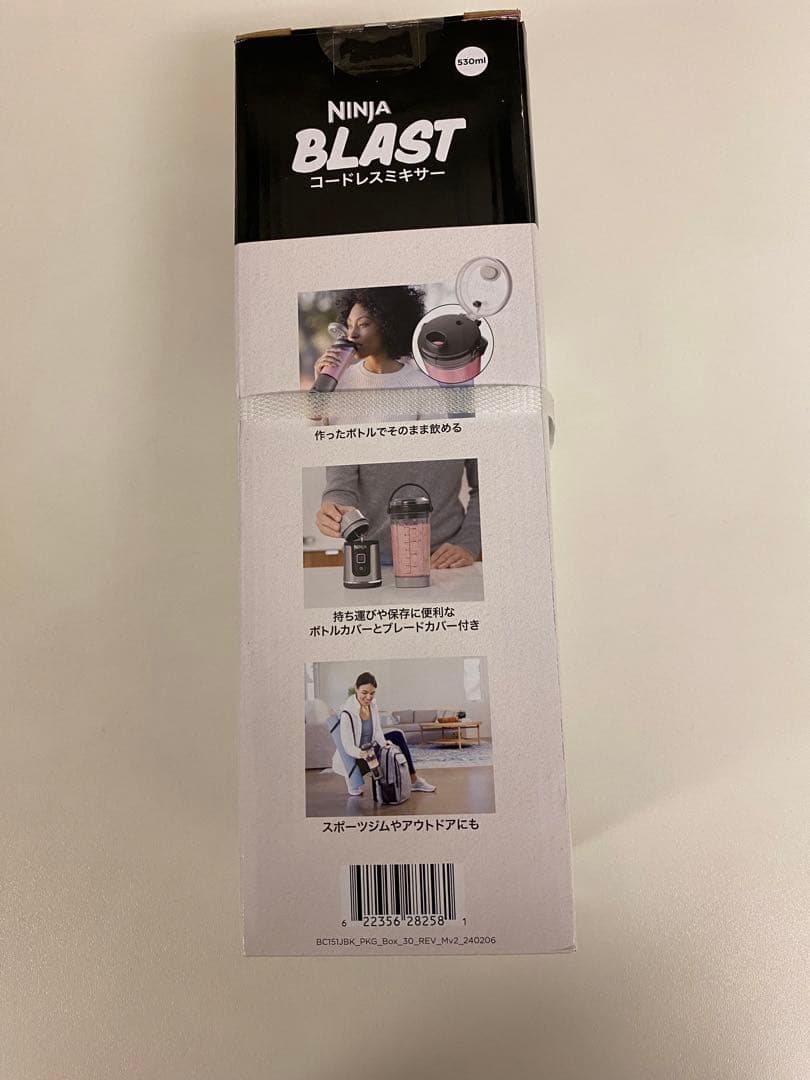 530ml
NINJA
BLAST
コードレスミキサー
作ったボトルでそのまま飲める
NINJA
持ち運びや保存に便利な
ボトルカバーとブレードカバー付き
スポーツジムやアウトドアにも
6 22356 28258 1
BC151JBK_PKG_Box_30_REV_Mv2_240206